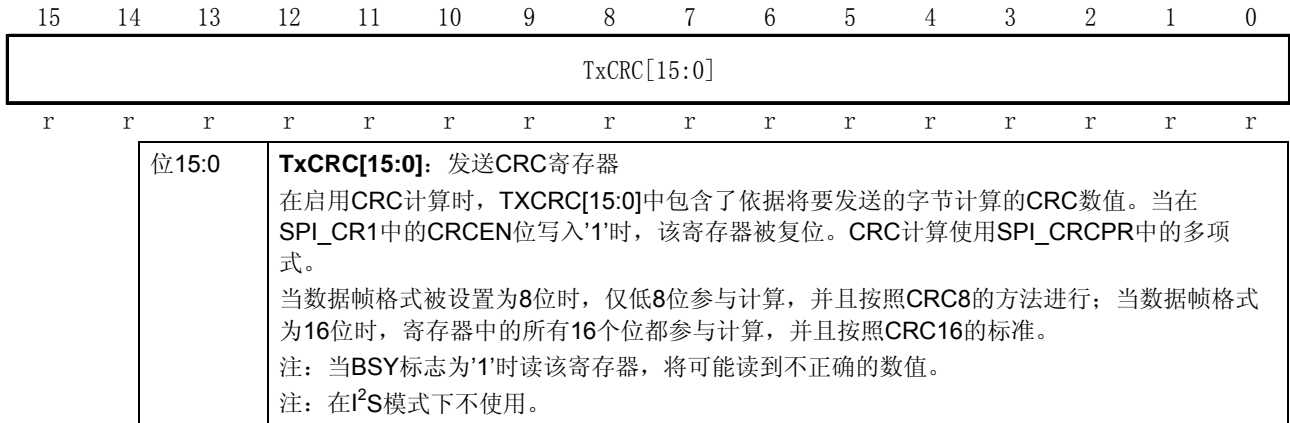 15 14 13 12 11 10 9 8 7 6 5 4 3 2 1 0
TxCRC[15:0]
r r r r r r r r r r r r r r r r
位15:0 TxCRC[15:0]：发送CRC寄存器
在启用CRC计算时，TXCRC[15:0]中包含了依据将要发送的字节计算的CRC数值。当在
SPI_CR1中的CRCEN位写入'1'时，该寄存器被复位。CRC计算使用SPI_CRCPR中的多项
式。
当数据帧格式被设置为8位时，仅低8位参与计算，并且按照CRC8的方法进行；当数据帧格式
为16位时，寄存器中的所有16个位都参与计算，并且按照CRC16的标准。
注：当BSY标志为'1'时读该寄存器，将可能读到不正确的数值。
注：在I²S模式下不使用。